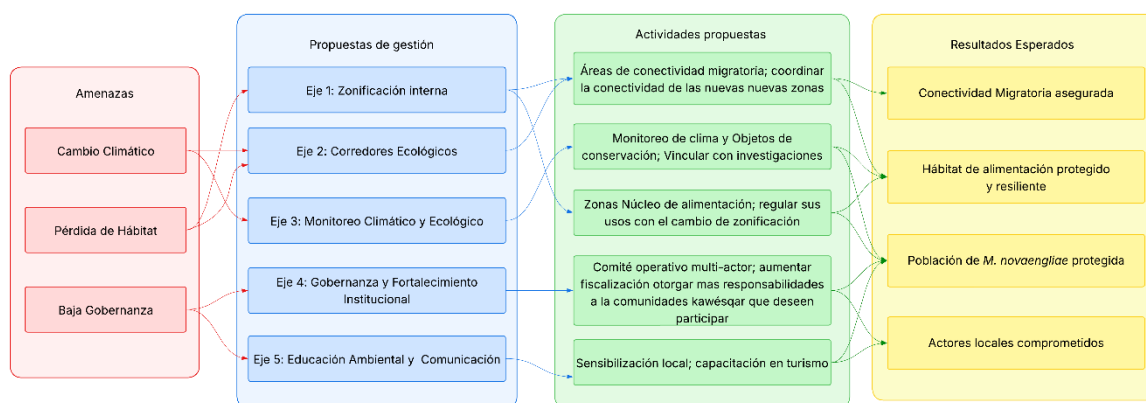 Amenazas
Cambio Climático
Pérdida de Hábitat
Baja Gobernanza
Propuestas de gestión
Eje 1: Zonificación interna
Eje 2: Corredores Ecológicos
Eje 3: Monitoreo Climático y Ecológico
Eje 4: Gobernanza y Fortalecimiento
Institucional
Eje 5: Educación Ambiental y Comunicación
Actividades propuestas
Áreas de conectividad migratoria; coordinar
la conectividad de las nuevas nuevas zonas
Monitoreo de clima y Objetos de
conservación; Vincular con investigaciones
Zonas Núcleo de alimentación; regular sus
usos con el cambio de zonificación
Comité operativo multi-actor; aumentar
fiscalización otorgar mas responsabilidades
a la comunidades kawésqar que deseen
participar
Sensibilización local; capacitación en turismo
Resultados Esperados
Conectividad Migratoria asegurada
Hábitat de alimentación protegido
y resiliente
Población de M. novaengliae protegida
Actores locales comprometidos